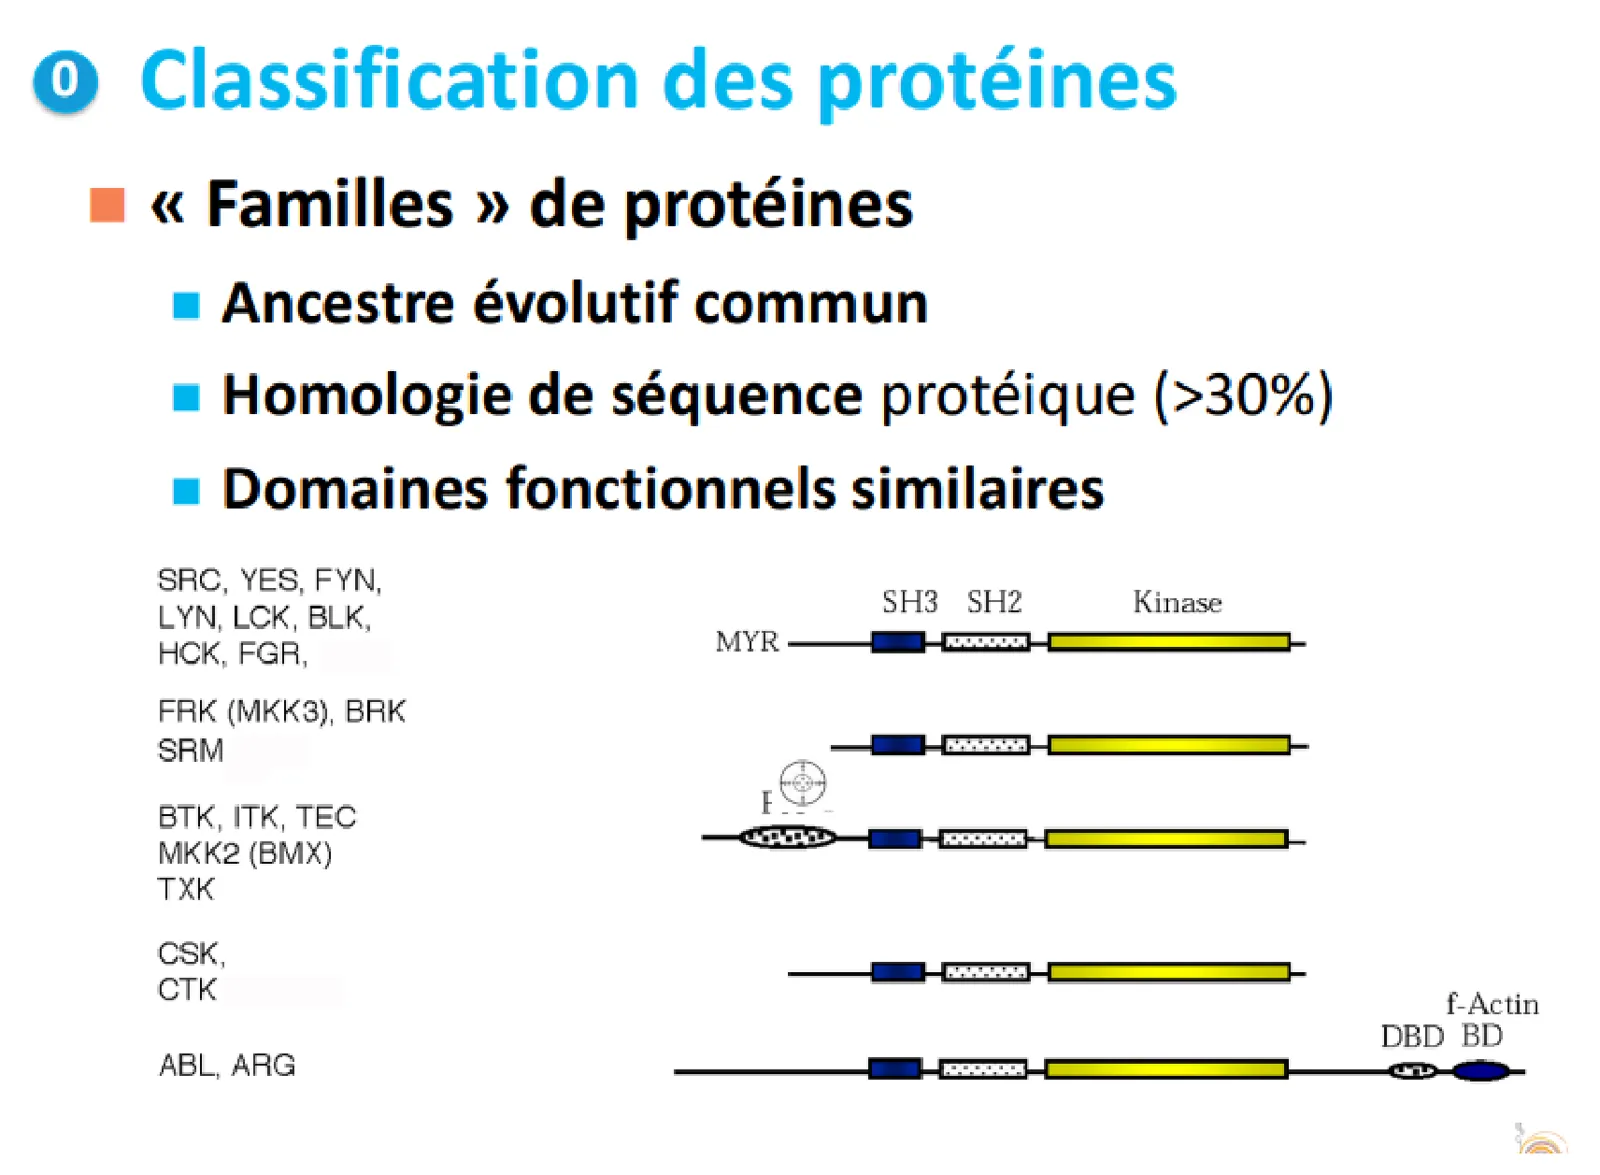 0 Classification des protéines
« Familles » de protéines
Ancestre évolutif commun
Homologie de séquence protéique (>30%)
Domaines fonctionnels similaires
SRC, YES, FYN,
LYN, LCK, BLK,
HCK, FGR,
SH3 SH2 Kinase
MYR
FRK (MKK3), BRK
SRM
BTK, ITK, TEC
MKK2 (BMX)
TXK
CSK,
CTK
f-Actin
DBD BD
ABL, ARG